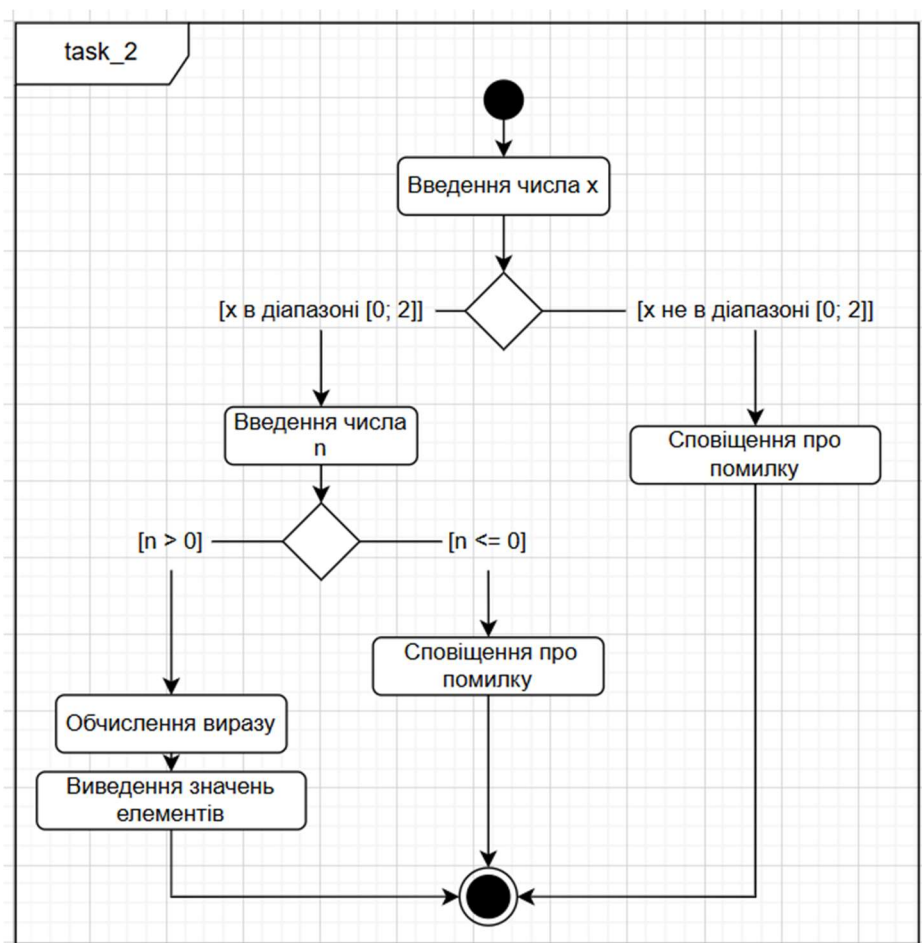 task_2
Введення числа x
[x в діапазоні [0; 2]]
[x не в діапазоні [0; 2]]
Введення числа
n
Сповіщення про
помилку
[n > 0]
[n <= 0]
Сповіщення про
помилку
Обчислення виразу
Виведення значень
елементів